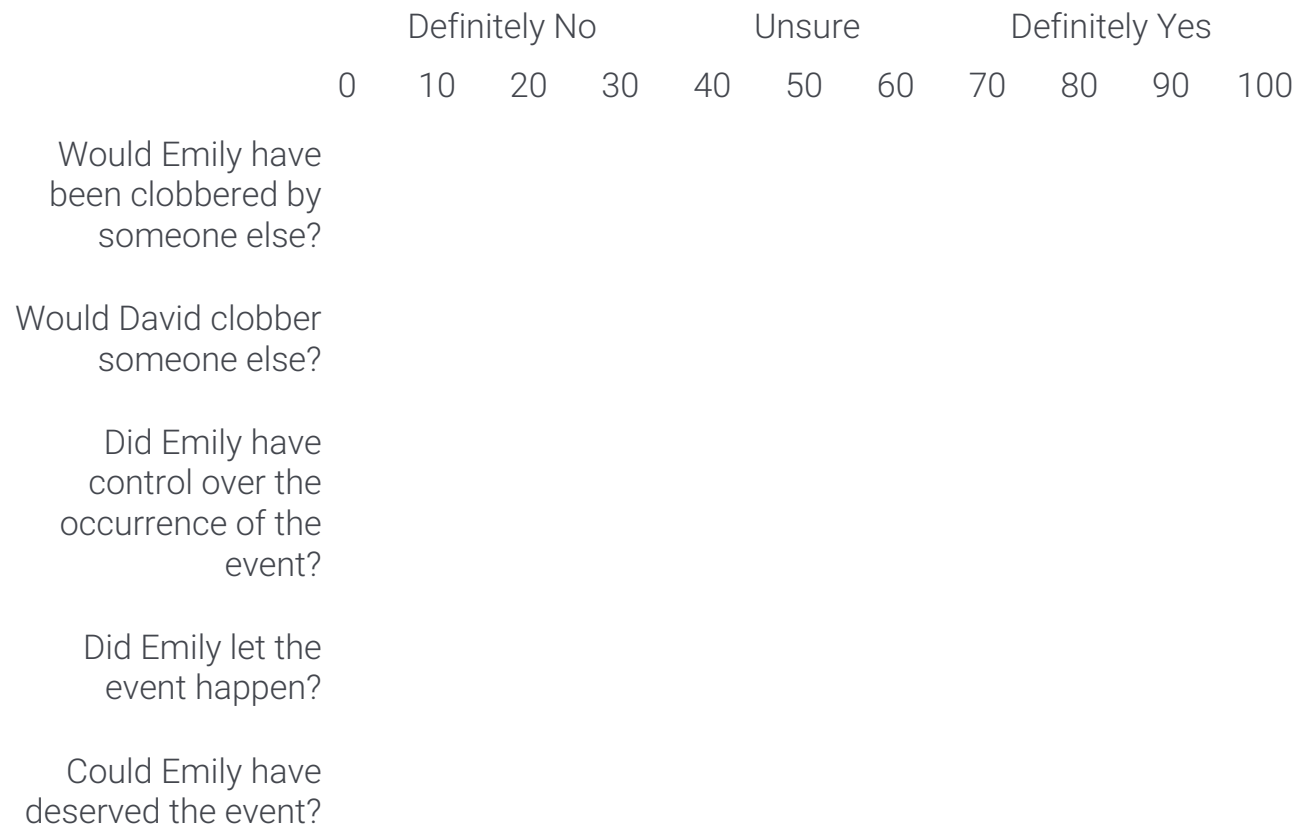 Definitely No Unsure Definitely Yes
0 10 20 30 40 50 60 70 80 90 100
Would Emily have
been clobbered by
someone else?
Would David clobber
someone else?
Did Emily have
control over the
occurrence of the
event?
Did Emily let the
event happen?
Could Emily have
deserved the event?